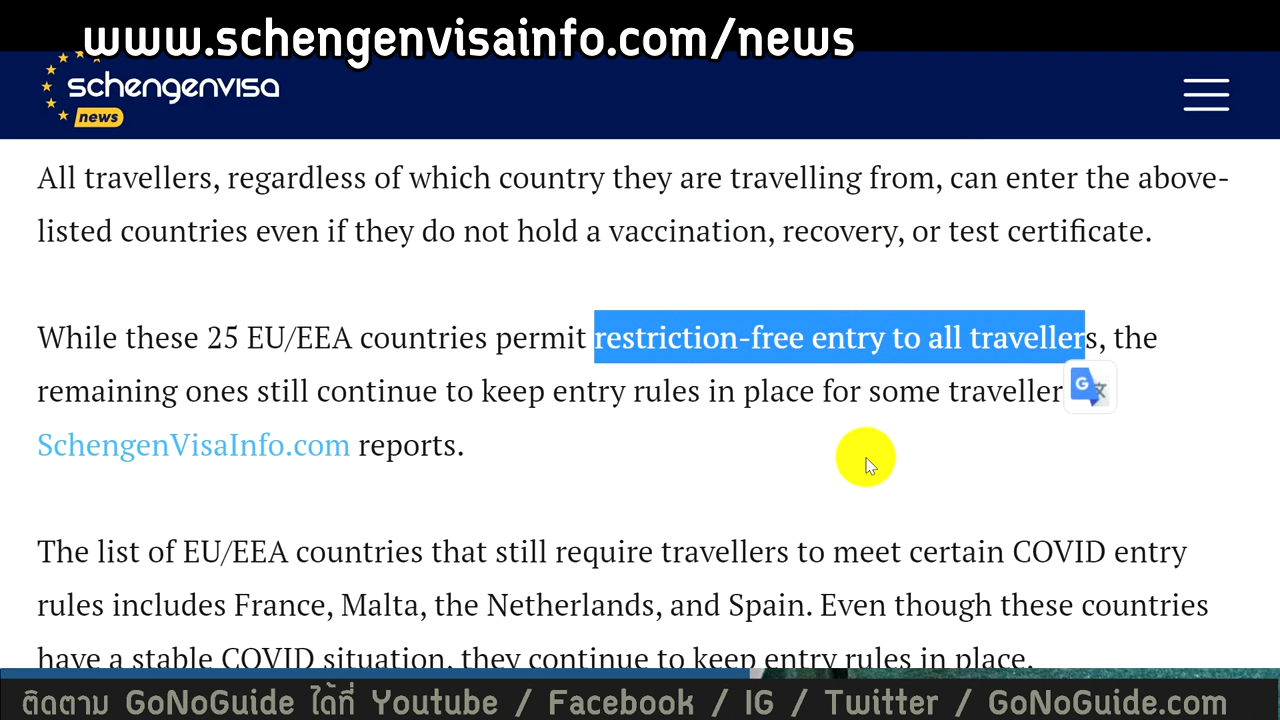 www.schengenvisainfo.com/news
schengenvisa
news
All travellers, regardless of which country they are travelling from, can enter the above-
listed countries even if they do not hold a vaccination, recovery, or test certificate.
While these 25 EU/EEA countries permit restriction-free entry to all travellers, the
remaining ones still continue to keep entry rules in place for some traveller
SchengenVisaInfo.com reports.
The list of EU/EEA countries that still require travellers to meet certain COVID entry
rules includes France, Malta, the Netherlands, and Spain. Even though these countries
have a stable COVID situation, they continue to keep entry rules in place.
ติดตาม GoNoGuide ได้ที่ Youtube / Facebook / IG / Twitter / GoNoGuide.com